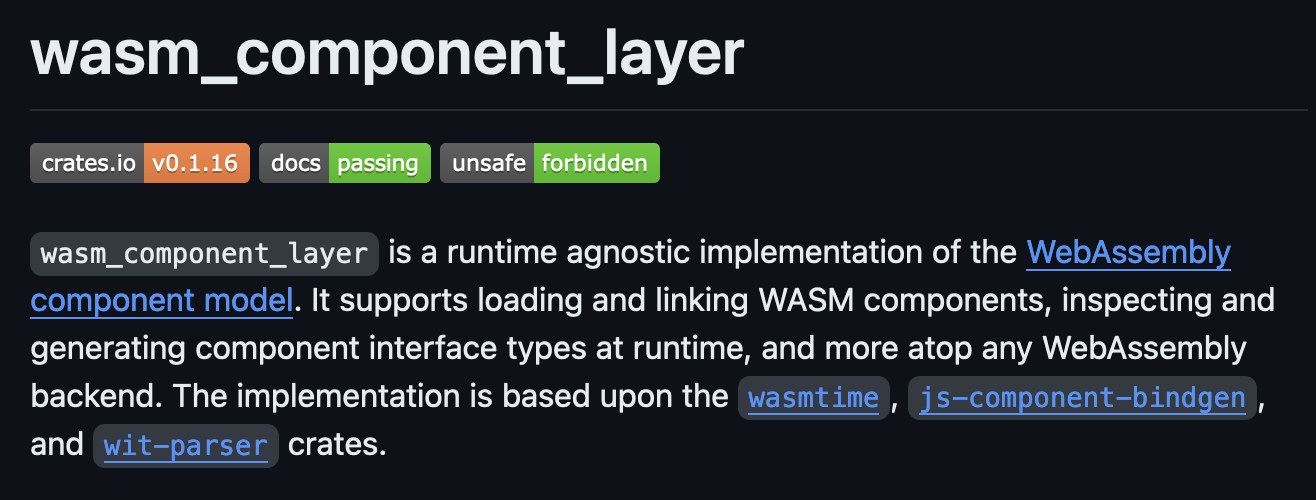 wasm_component_layer
crates.io v0.1.16 docs passing unsafe forbidden
wasm_component_layer is a runtime agnostic implementation of the WebAssembly
component model. It supports loading and linking WASM components, inspecting and
generating component interface types at runtime, and more atop any WebAssembly
backend. The implementation is based upon the wasmtime, js-component-bindgen,
and wit-parser crates.